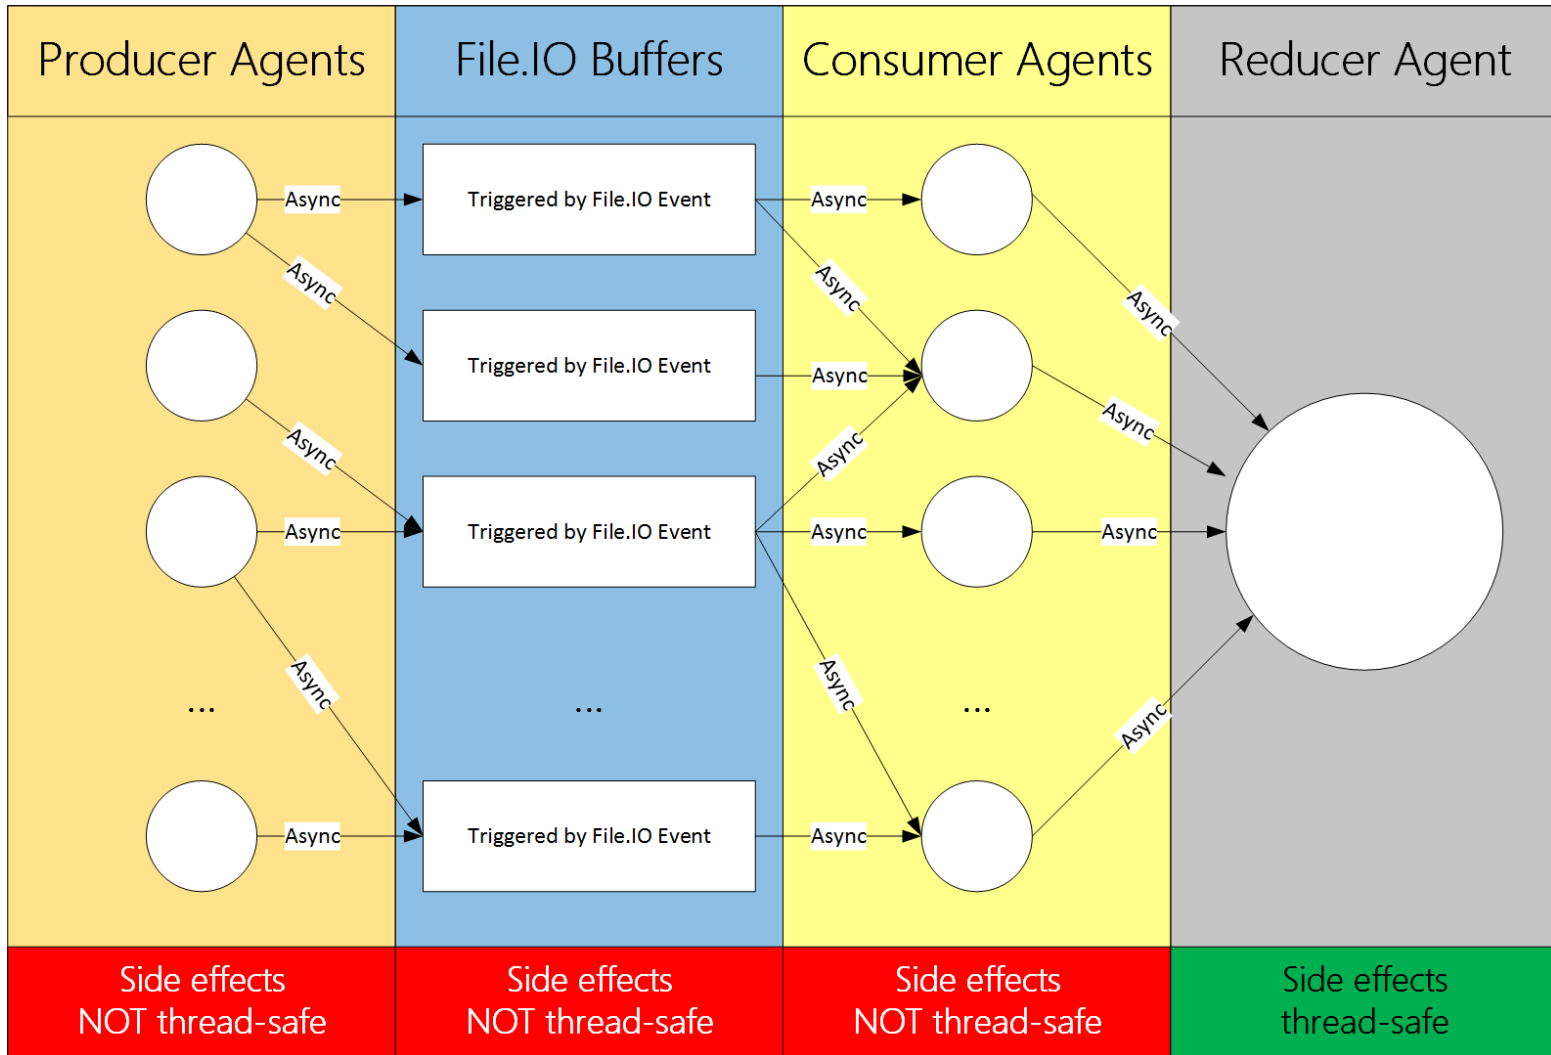 Producer Agents
File.IO Buffers
Consumer Agents
Reducer Agent
Async
Triggered by File.IO Event
Async
Async
Async
Async
Triggered by File.IO Event
Async
Async
Async
Async
Async
Triggered by File.IO Event
Async
Async
Async
Async
Async
...
...
...
Async
Triggered by File.IO Event
Async
Side effects
NOT thread-safe
Side effects
NOT thread-safe
Side effects
NOT thread-safe
Side effects
thread-safe